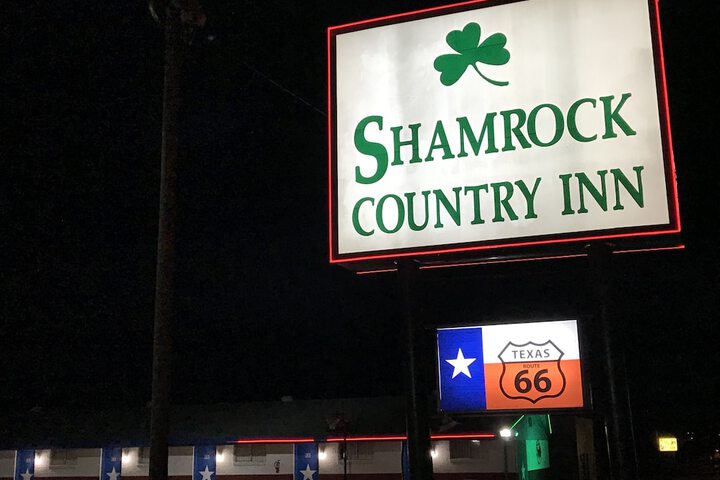 SHAMROCK
COUNTRY INN
TEXAS
ROUTE
66